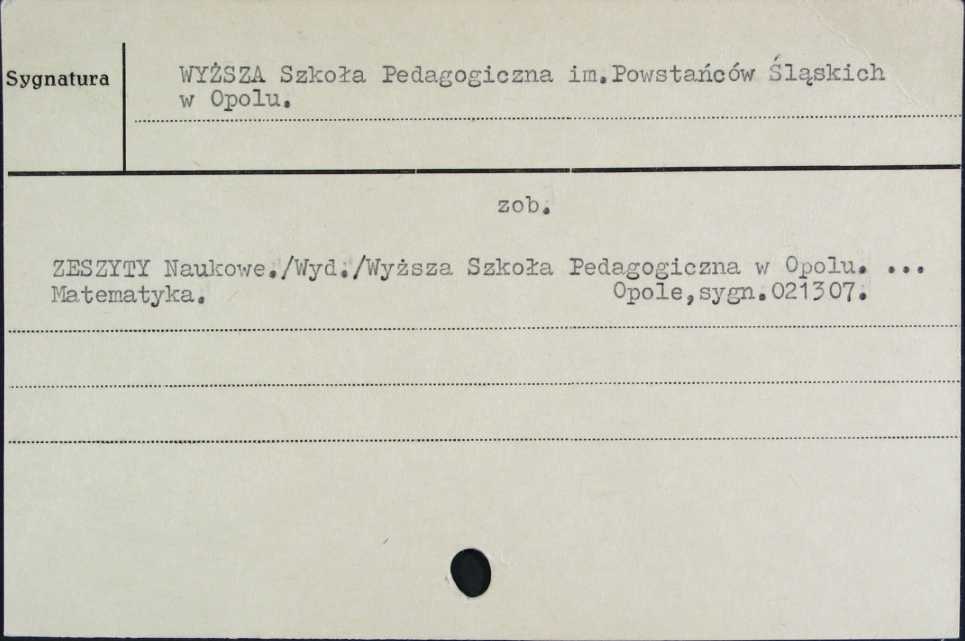 Sygnatura
WYŻSZA Szkoła Pedagogiczna im.Powstańców Śląskich
w Opolu.
zob.
ZESZYTY Naukowe./Wyd./Wyższa Szkoła Pedagogiczna w Opolu. ...
Matematyka. Opole,sygn.021307.